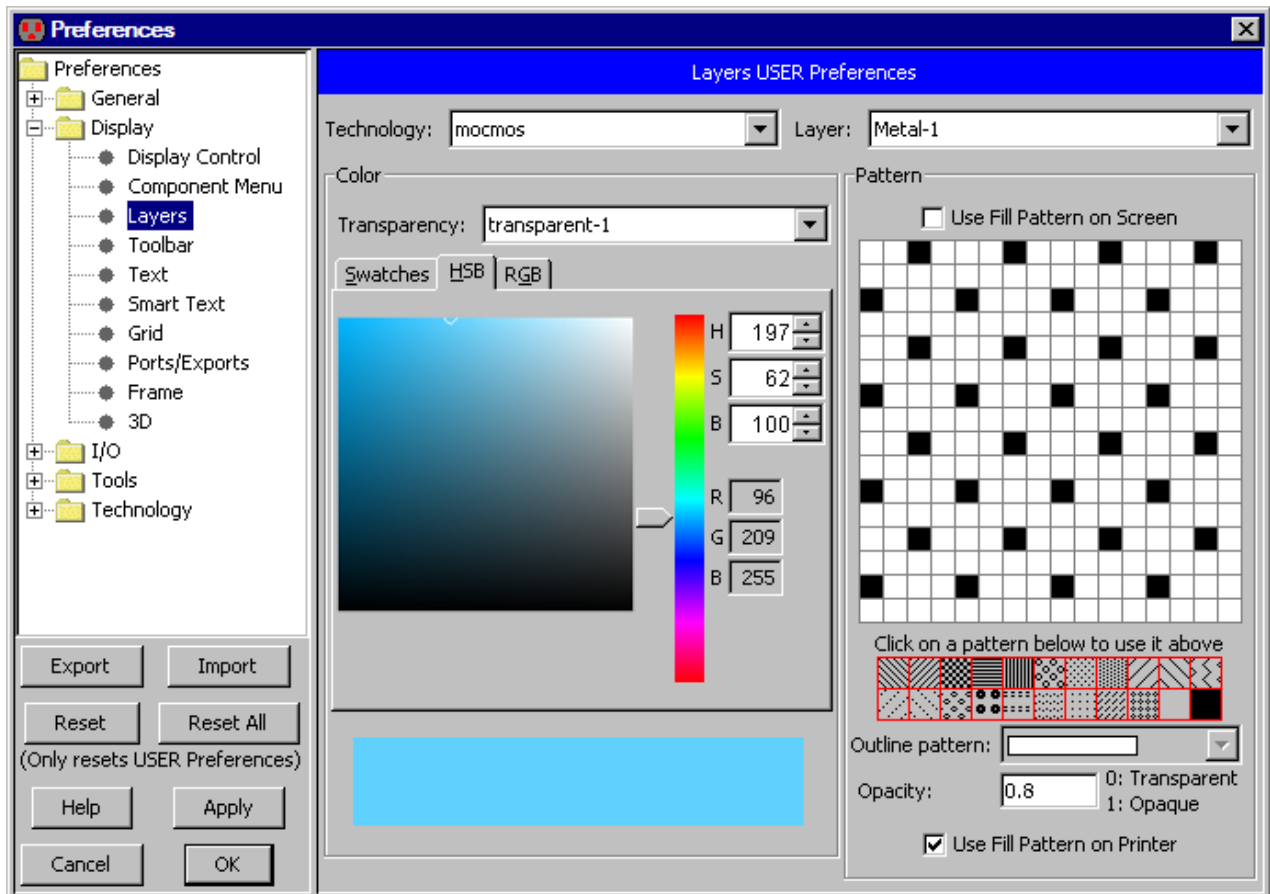 Preferences
Preferences
General
Display
Display Control
Component Menu
Layers
Toolbar
Text
Smart Text
Grid
Ports/Exports
Frame
3D
I/O
Tools
Technology
Export
Import
Reset
Reset All
(Only resets USER Preferences)
Help
Apply
Cancel
OK
Layers USER Preferences
Technology: mocmos
Layer: Metal-1
Color
Transparency: transparent-1
Swatches HSB RGB
H 197
S 62
B 100
R 96
G 209
B 255
Pattern
Use Fill Pattern on Screen
Click on a pattern below to use it above
Outline pattern:
Opacity: 0.8
0: Transparent
1: Opaque
Use Fill Pattern on Printer